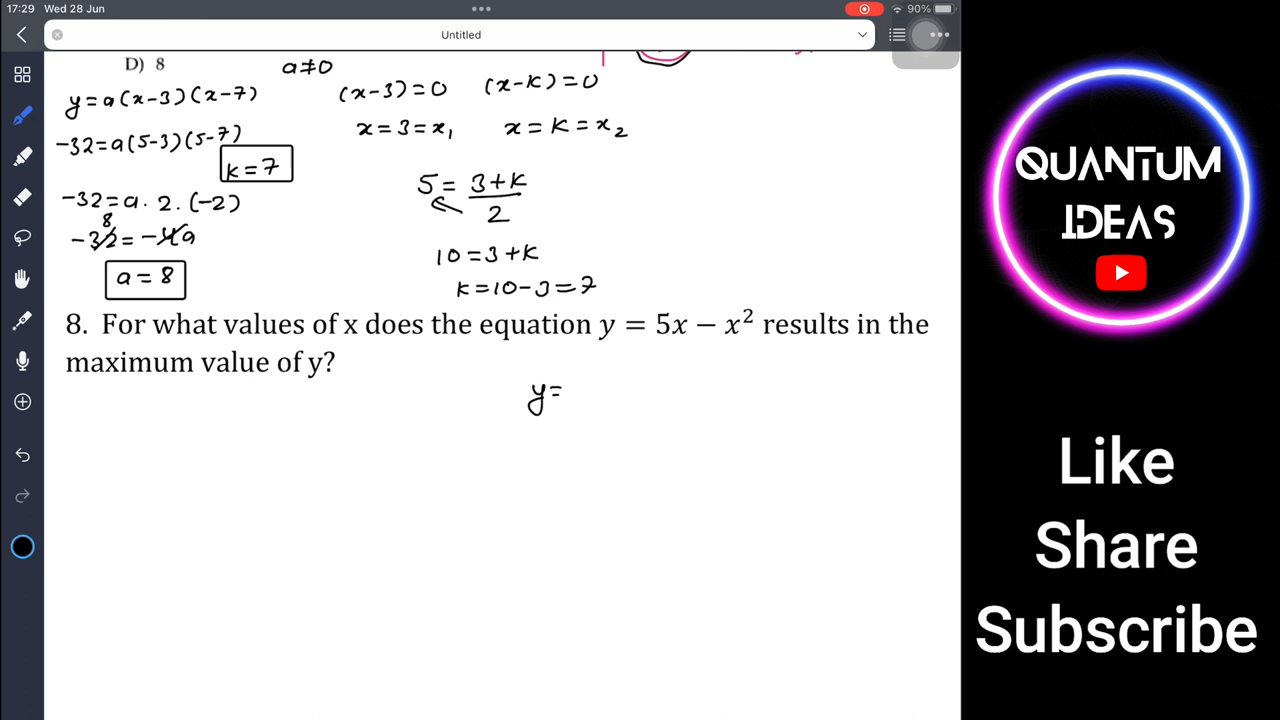 17:29 Wed 28 Jun
90%
Untitled
D) 8
a≠0
y=a(x-3)(x-7)
(x-3)=0 (x-k)=0
-32=a(5-3)(5-7)
x=3=x₁ x=k=x₂
k=7
5 = 3+k
2
-32=a·2·(-2)
8
-32=-4a
10=3+k
a=8
k=10-3=7
8. For what values of x does the equation y = 5x − x² results in the
maximum value of y?
y=
QUANTUM
IDEAS
Like
Share
Subscribe